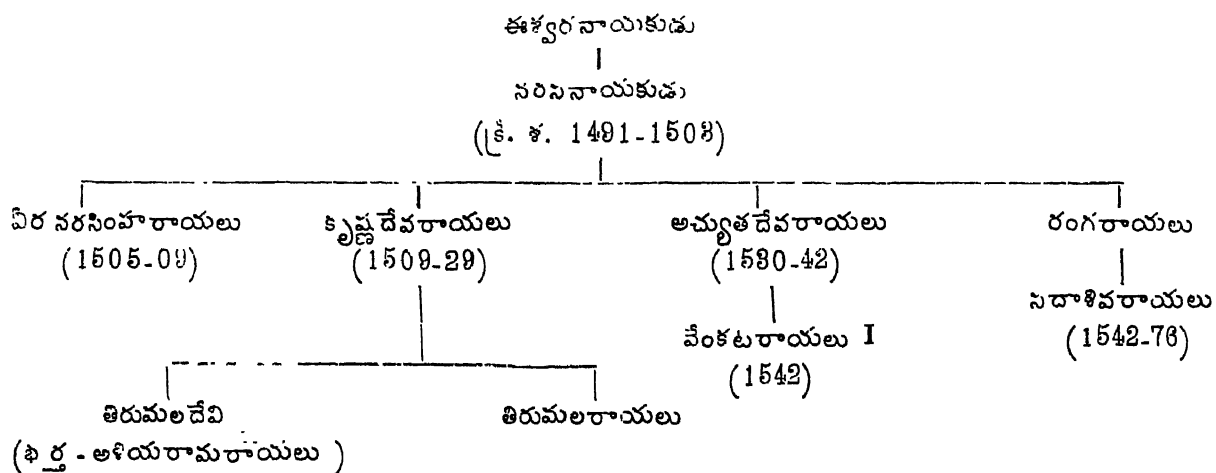 ఈశ్వరనాయకుడు
నరసినాయకుడు
(క్రీ. శ. 1491-1503)
వీర నరసింహరాయలు కృష్ణదేవరాయలు అచ్యుతదేవరాయలు రంగరాయలు
(1505-09) (1509-29) (1530-42)
సదాశివరాయలు
వేంకటరాయలు I (1542-76)
(1542)
తిరుమలదేవి తిరుమలరాయలు
(భర్త - అళియరామరాయలు )